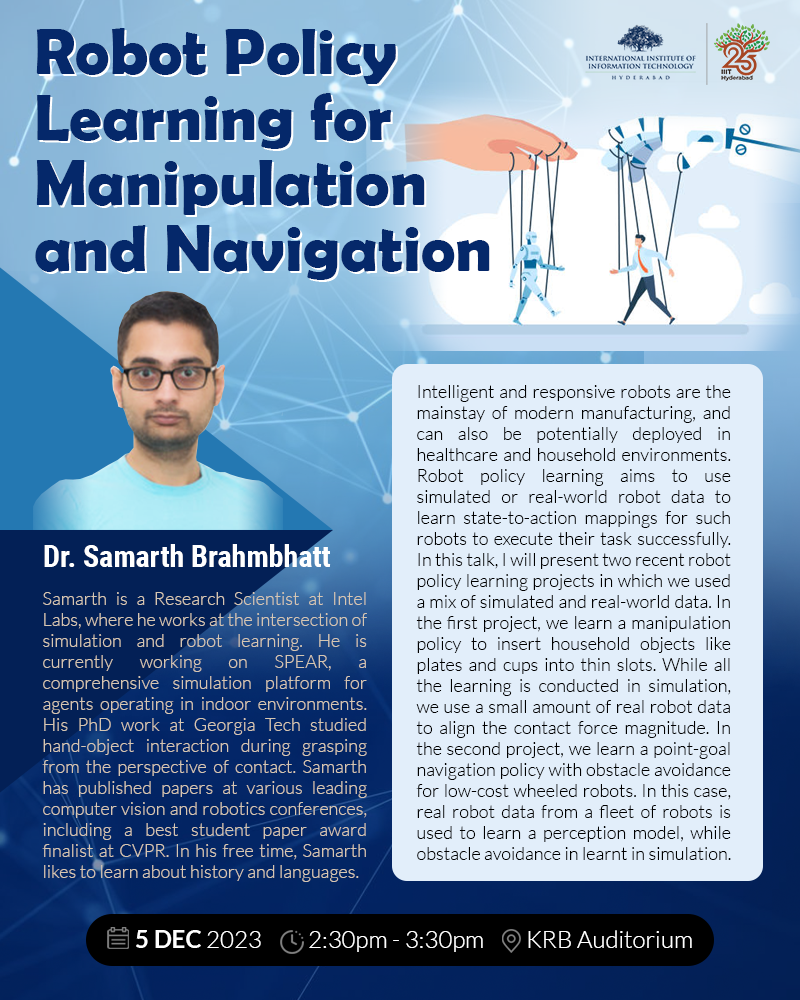 Robot Policy
Learning for
Manipulation
and Navigation
INTERNATIONAL INSTITUTE OF
INFORMATION TECHNOLOGY
HYDERABAD
25
IIIT
Hyderabad
Dr. Samarth Brahmbhatt
Samarth is a Research Scientist at Intel
Labs, where he works at the intersection of
simulation and robot learning. He is
currently working on SPEAR, a
comprehensive simulation platform for
agents operating in indoor environments.
His PhD work at Georgia Tech studied
hand-object interaction during grasping
from the perspective of contact. Samarth
has published papers at various leading
computer vision and robotics conferences,
including a best student paper award
finalist at CVPR. In his free time, Samarth
likes to learn about history and languages.
Intelligent and responsive robots are the
mainstay of modern manufacturing, and
can also be potentially deployed in
healthcare and household environments.
Robot policy learning aims to use
simulated or real-world robot data to
learn state-to-action mappings for such
robots to execute their task successfully.
In this talk, I will present two recent robot
policy learning projects in which we used
a mix of simulated and real-world data. In
the first project, we learn a manipulation
policy to insert household objects like
plates and cups into thin slots. While all
the learning is conducted in simulation,
we use a small amount of real robot data
to align the contact force magnitude. In
the second project, we learn a point-goal
navigation policy with obstacle avoidance
for low-cost wheeled robots. In this case,
real robot data from a fleet of robots is
used to learn a perception model, while
obstacle avoidance in learnt in simulation.
5 DEC 2023 2:30pm - 3:30pm KRB Auditorium